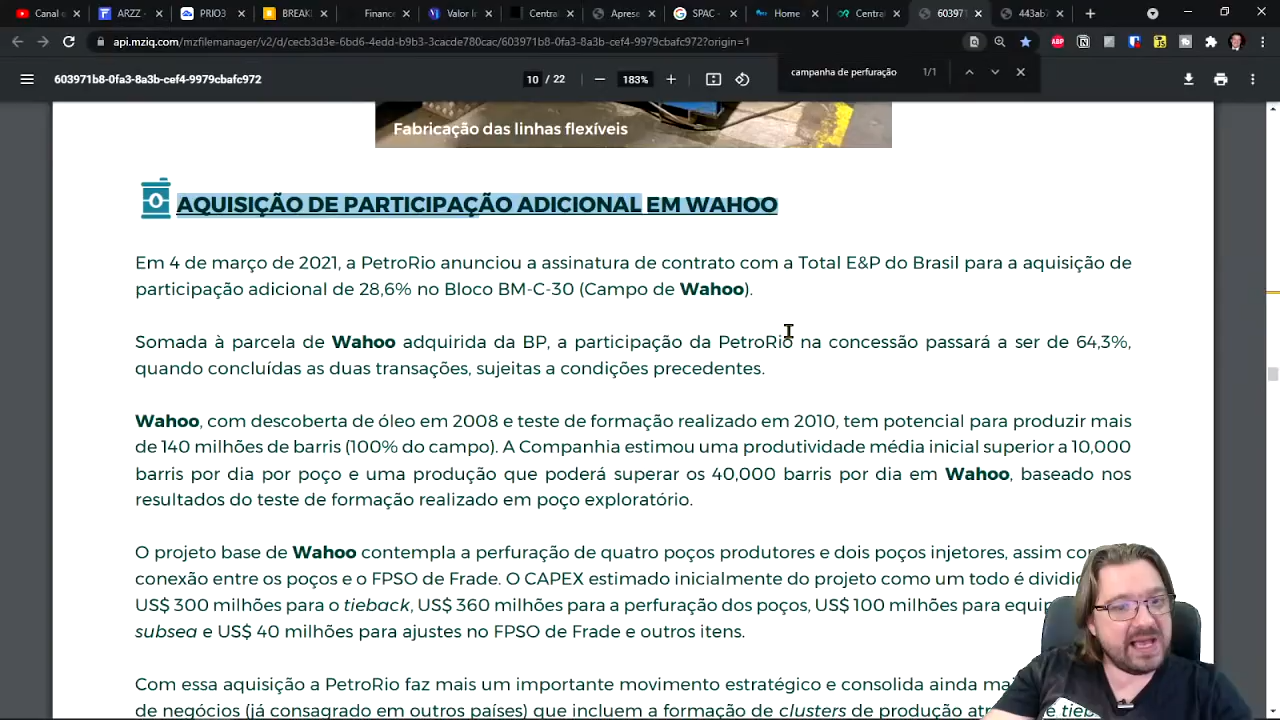 Canal
ARZZ -
PRIO3
BREAKI
Finance
Valor Ir
Central
Aprese
SPAC -
Home
Central
60397
443ab7
api.mziq.com/mzfilemanager/v2/d/cecb3d3e-6bd6-4edd-b9b3-3cacde780cac/603971b8-0fa3-8a3b-cef4-9979cbafc972?origin=1
603971b8-0fa3-8a3b-cef4-9979cbafc972
10 / 22
183%
campanha de perfuração 1/1
Fabricação das linhas flexíveis
AQUISIÇÃO DE PARTICIPAÇÃO ADICIONAL EM WAHOO
Em 4 de março de 2021, a PetroRio anunciou a assinatura de contrato com a Total E&P do Brasil para a aquisição de
participação adicional de 28,6% no Bloco BM-C-30 (Campo de Wahoo).
Somada à parcela de Wahoo adquirida da BP, a participação da PetroRio na concessão passará a ser de 64,3%,
quando concluídas as duas transações, sujeitas a condições precedentes.
Wahoo, com descoberta de óleo em 2008 e teste de formação realizado em 2010, tem potencial para produzir mais
de 140 milhões de barris (100% do campo). A Companhia estimou uma produtividade média inicial superior a 10,000
barris por dia por poço e uma produção que poderá superar os 40,000 barris por dia em Wahoo, baseado nos
resultados do teste de formação realizado em poço exploratório.
O projeto base de Wahoo contempla a perfuração de quatro poços produtores e dois poços injetores, assim
conexão entre os poços e o FPSO de Frade. O CAPEX estimado inicialmente do projeto como um todo é
US$ 300 milhões para o tieback, US$ 360 milhões para a perfuração dos poços, US$ 100 milhões para
subsea e US$ 40 milhões para ajustes no FPSO de Frade e outros itens.
Com essa aquisição a PetroRio faz mais um importante movimento estratégico e consolida ainda
de negócios (já consagrado em outros países) que incluem a formação de clusters de produção